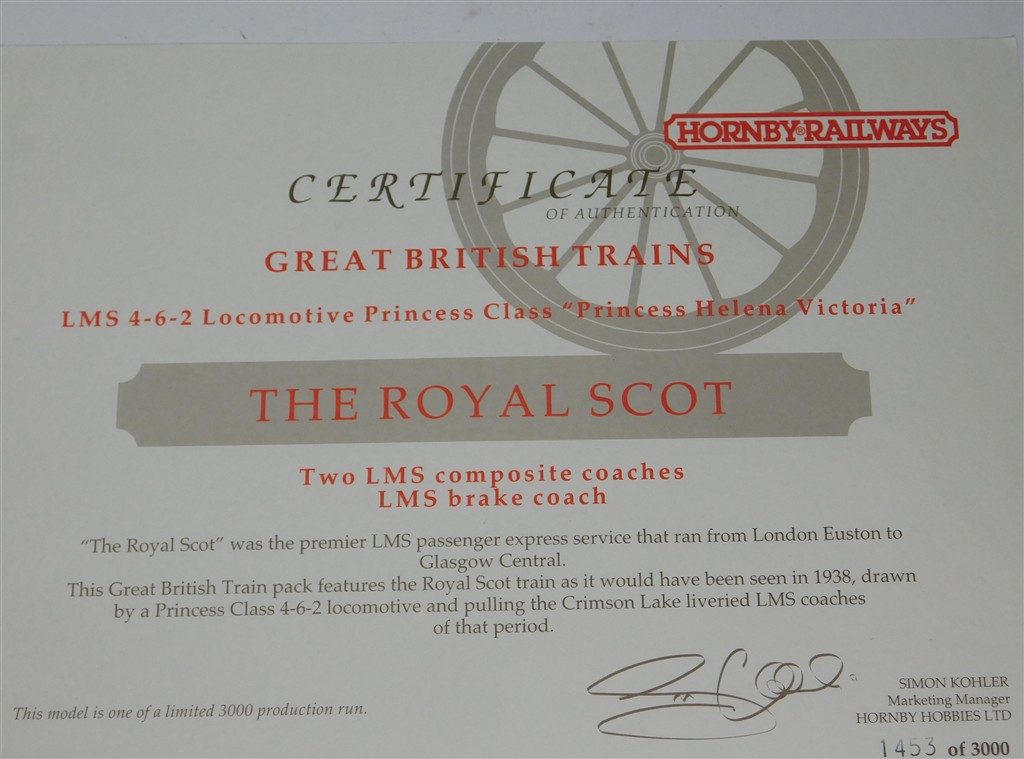 HORNBY® RAILWAYS
CERTIFICATE
OF AUTHENTICATION
GREAT BRITISH TRAINS
LMS 4-6-2 Locomotive Princess Class “Princess Helena Victoria”
THE ROYAL SCOT
Two LMS composite coaches
LMS brake coach
“The Royal Scot” was the premier LMS passenger express service that ran from London Euston to
Glasgow Central.
This Great British Train pack features the Royal Scot train as it would have been seen in 1938, drawn
by a Princess Class 4-6-2 locomotive and pulling the Crimson Lake liveried LMS coaches
of that period.
This model is one of a limited 3000 production run.
SIMON KOHLER
Marketing Manager
HORNBY HOBBIES LTD
1453 of 3000